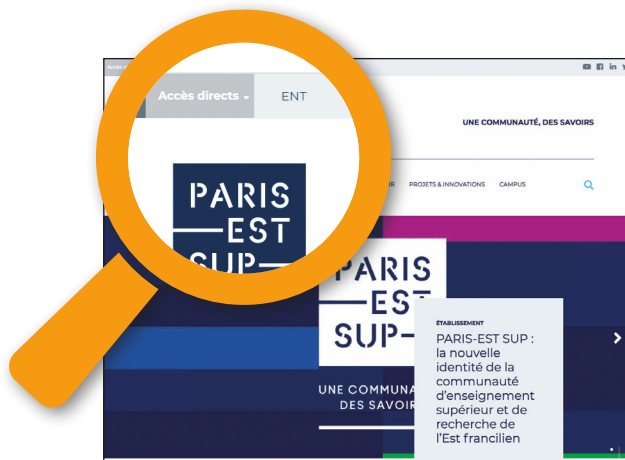 Accès directs
ENT
UNE COMMUNAUTÉ, DES SAVOIRS
PROJETS & INNOVATIONS CAMPUS
PARIS
EST
SUP
PARIS
EST
SUP
UNE COMMUNA
DES SAVOIR
ÉTABLISSEMENT
PARIS-EST SUP :
la nouvelle
identité de la
communauté
d'enseignement
supérieur et de
recherche de
l'Est francilien